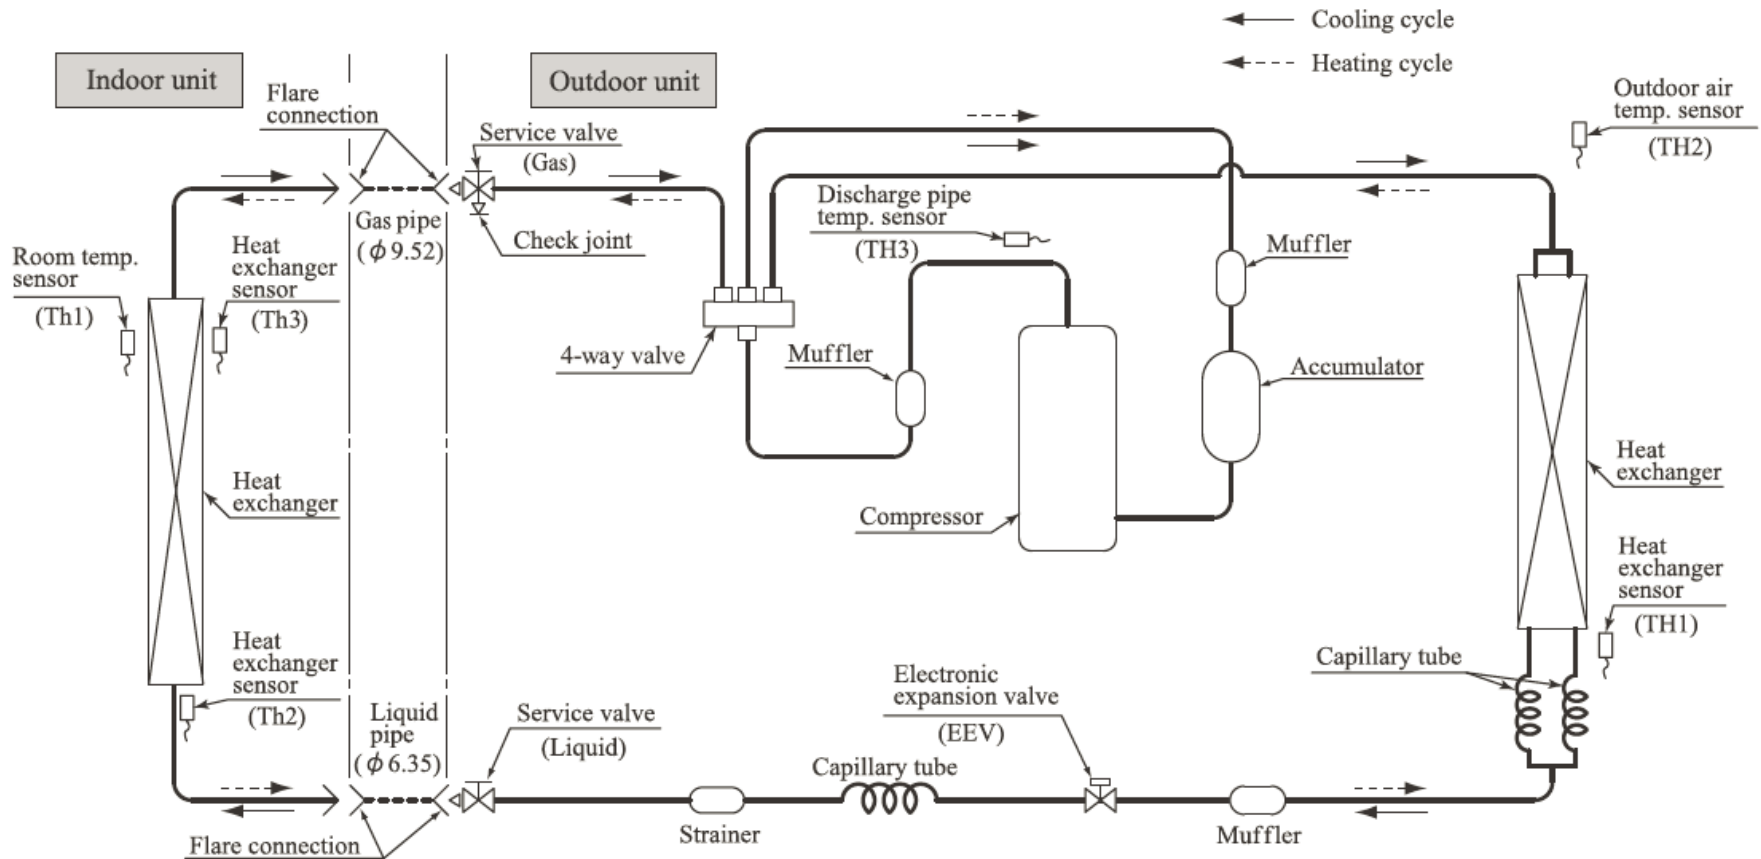 Cooling cycle
Heating cycle
Indoor unit
Outdoor unit
Flare
connection
Service valve
(Gas)
Check joint
Gas pipe
(ϕ9.52)
Room temp.
sensor
(Th1)
Heat
exchanger
sensor
(Th3)
Discharge pipe
temp. sensor
(TH3)
Outdoor air
temp. sensor
(TH2)
Muffler
4-way valve
Muffler
Accumulator
Heat
exchanger
Compressor
Heat
exchanger
Heat
exchanger
sensor
(TH1)
Capillary tube
Heat
exchanger
sensor
(Th2)
Liquid
pipe
(ϕ6.35)
Service valve
(Liquid)
Electronic
expansion valve
(EEV)
Capillary tube
Strainer
Muffler
Flare connection